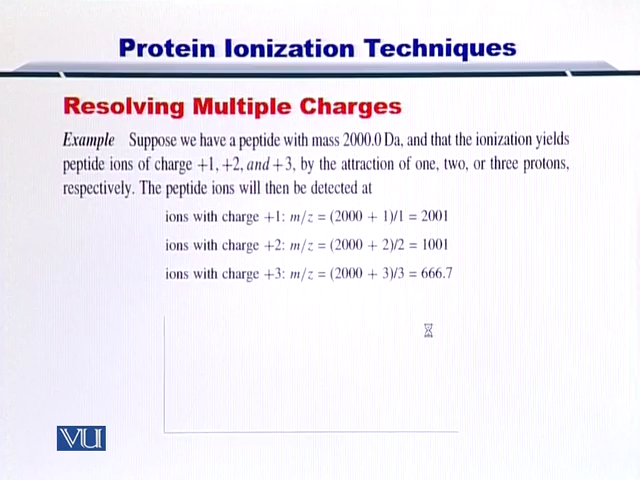 Protein Ionization Techniques
Resolving Multiple Charges
Example Suppose we have a peptide with mass 2000.0 Da, and that the ionization yields
peptide ions of charge +1, +2, and +3, by the attraction of one, two, or three protons,
respectively. The peptide ions will then be detected at
ions with charge +1: m/z = (2000 + 1)/1 = 2001
ions with charge +2: m/z = (2000 + 2)/2 = 1001
ions with charge +3: m/z = (2000 + 3)/3 = 666.7
VU